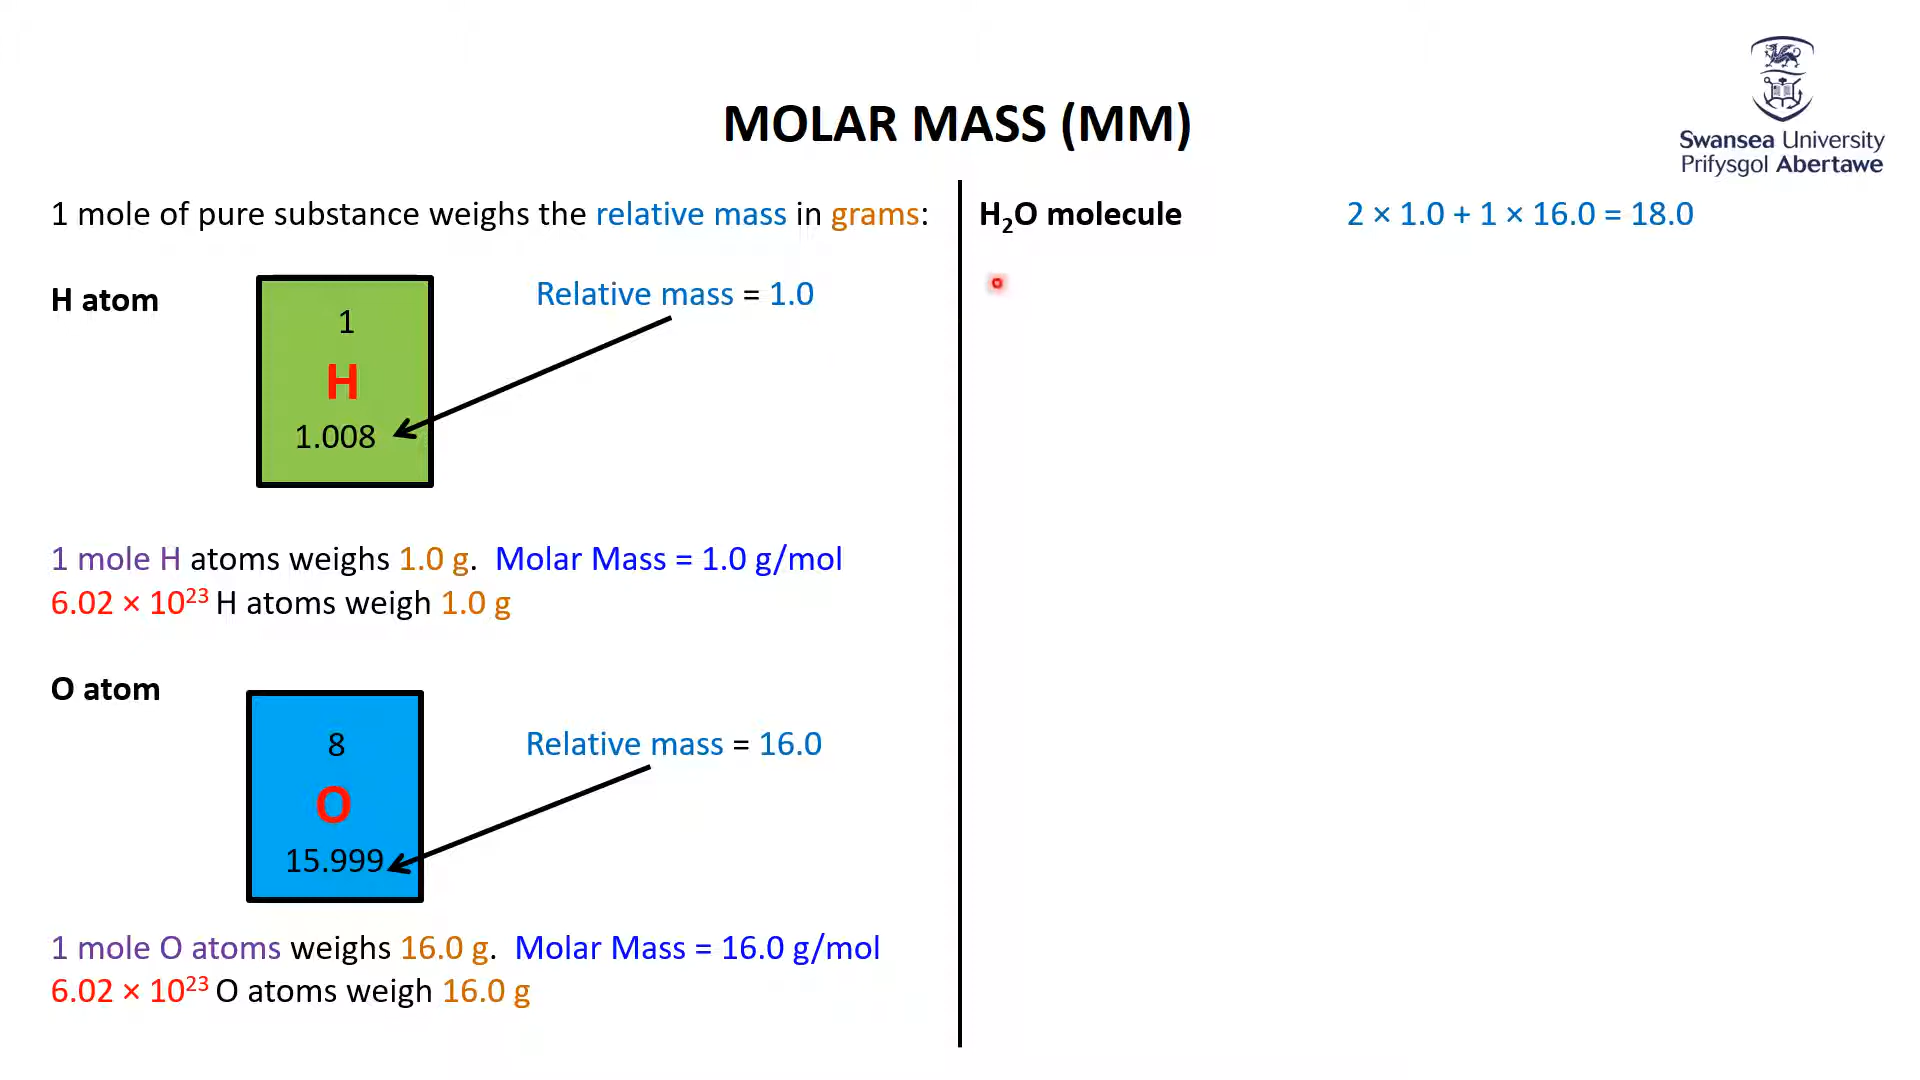 MOLAR MASS (MM)
Swansea University
Prifysgol Abertawe
1 mole of pure substance weighs the relative mass in grams:
H atom
1
H
1.008
Relative mass = 1.0
1 mole H atoms weighs 1.0 g. Molar Mass = 1.0 g/mol
6.02 × 10²³ H atoms weigh 1.0 g
O atom
8
O
15.999
Relative mass = 16.0
1 mole O atoms weighs 16.0 g. Molar Mass = 16.0 g/mol
6.02 × 10²³ O atoms weigh 16.0 g
H₂O molecule 2 × 1.0 + 1 × 16.0 = 18.0